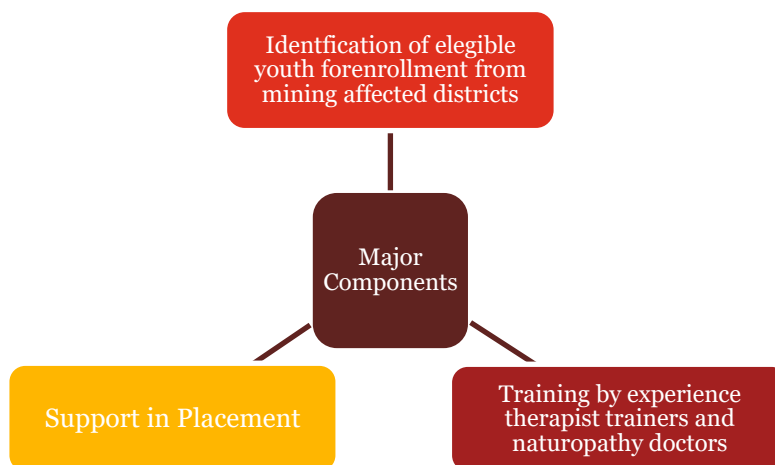 Identfication of elegible
youth forenrollment from
mining affected districts
Major
Components
Support in Placement
Training by experience
therapist trainers and
naturopathy doctors